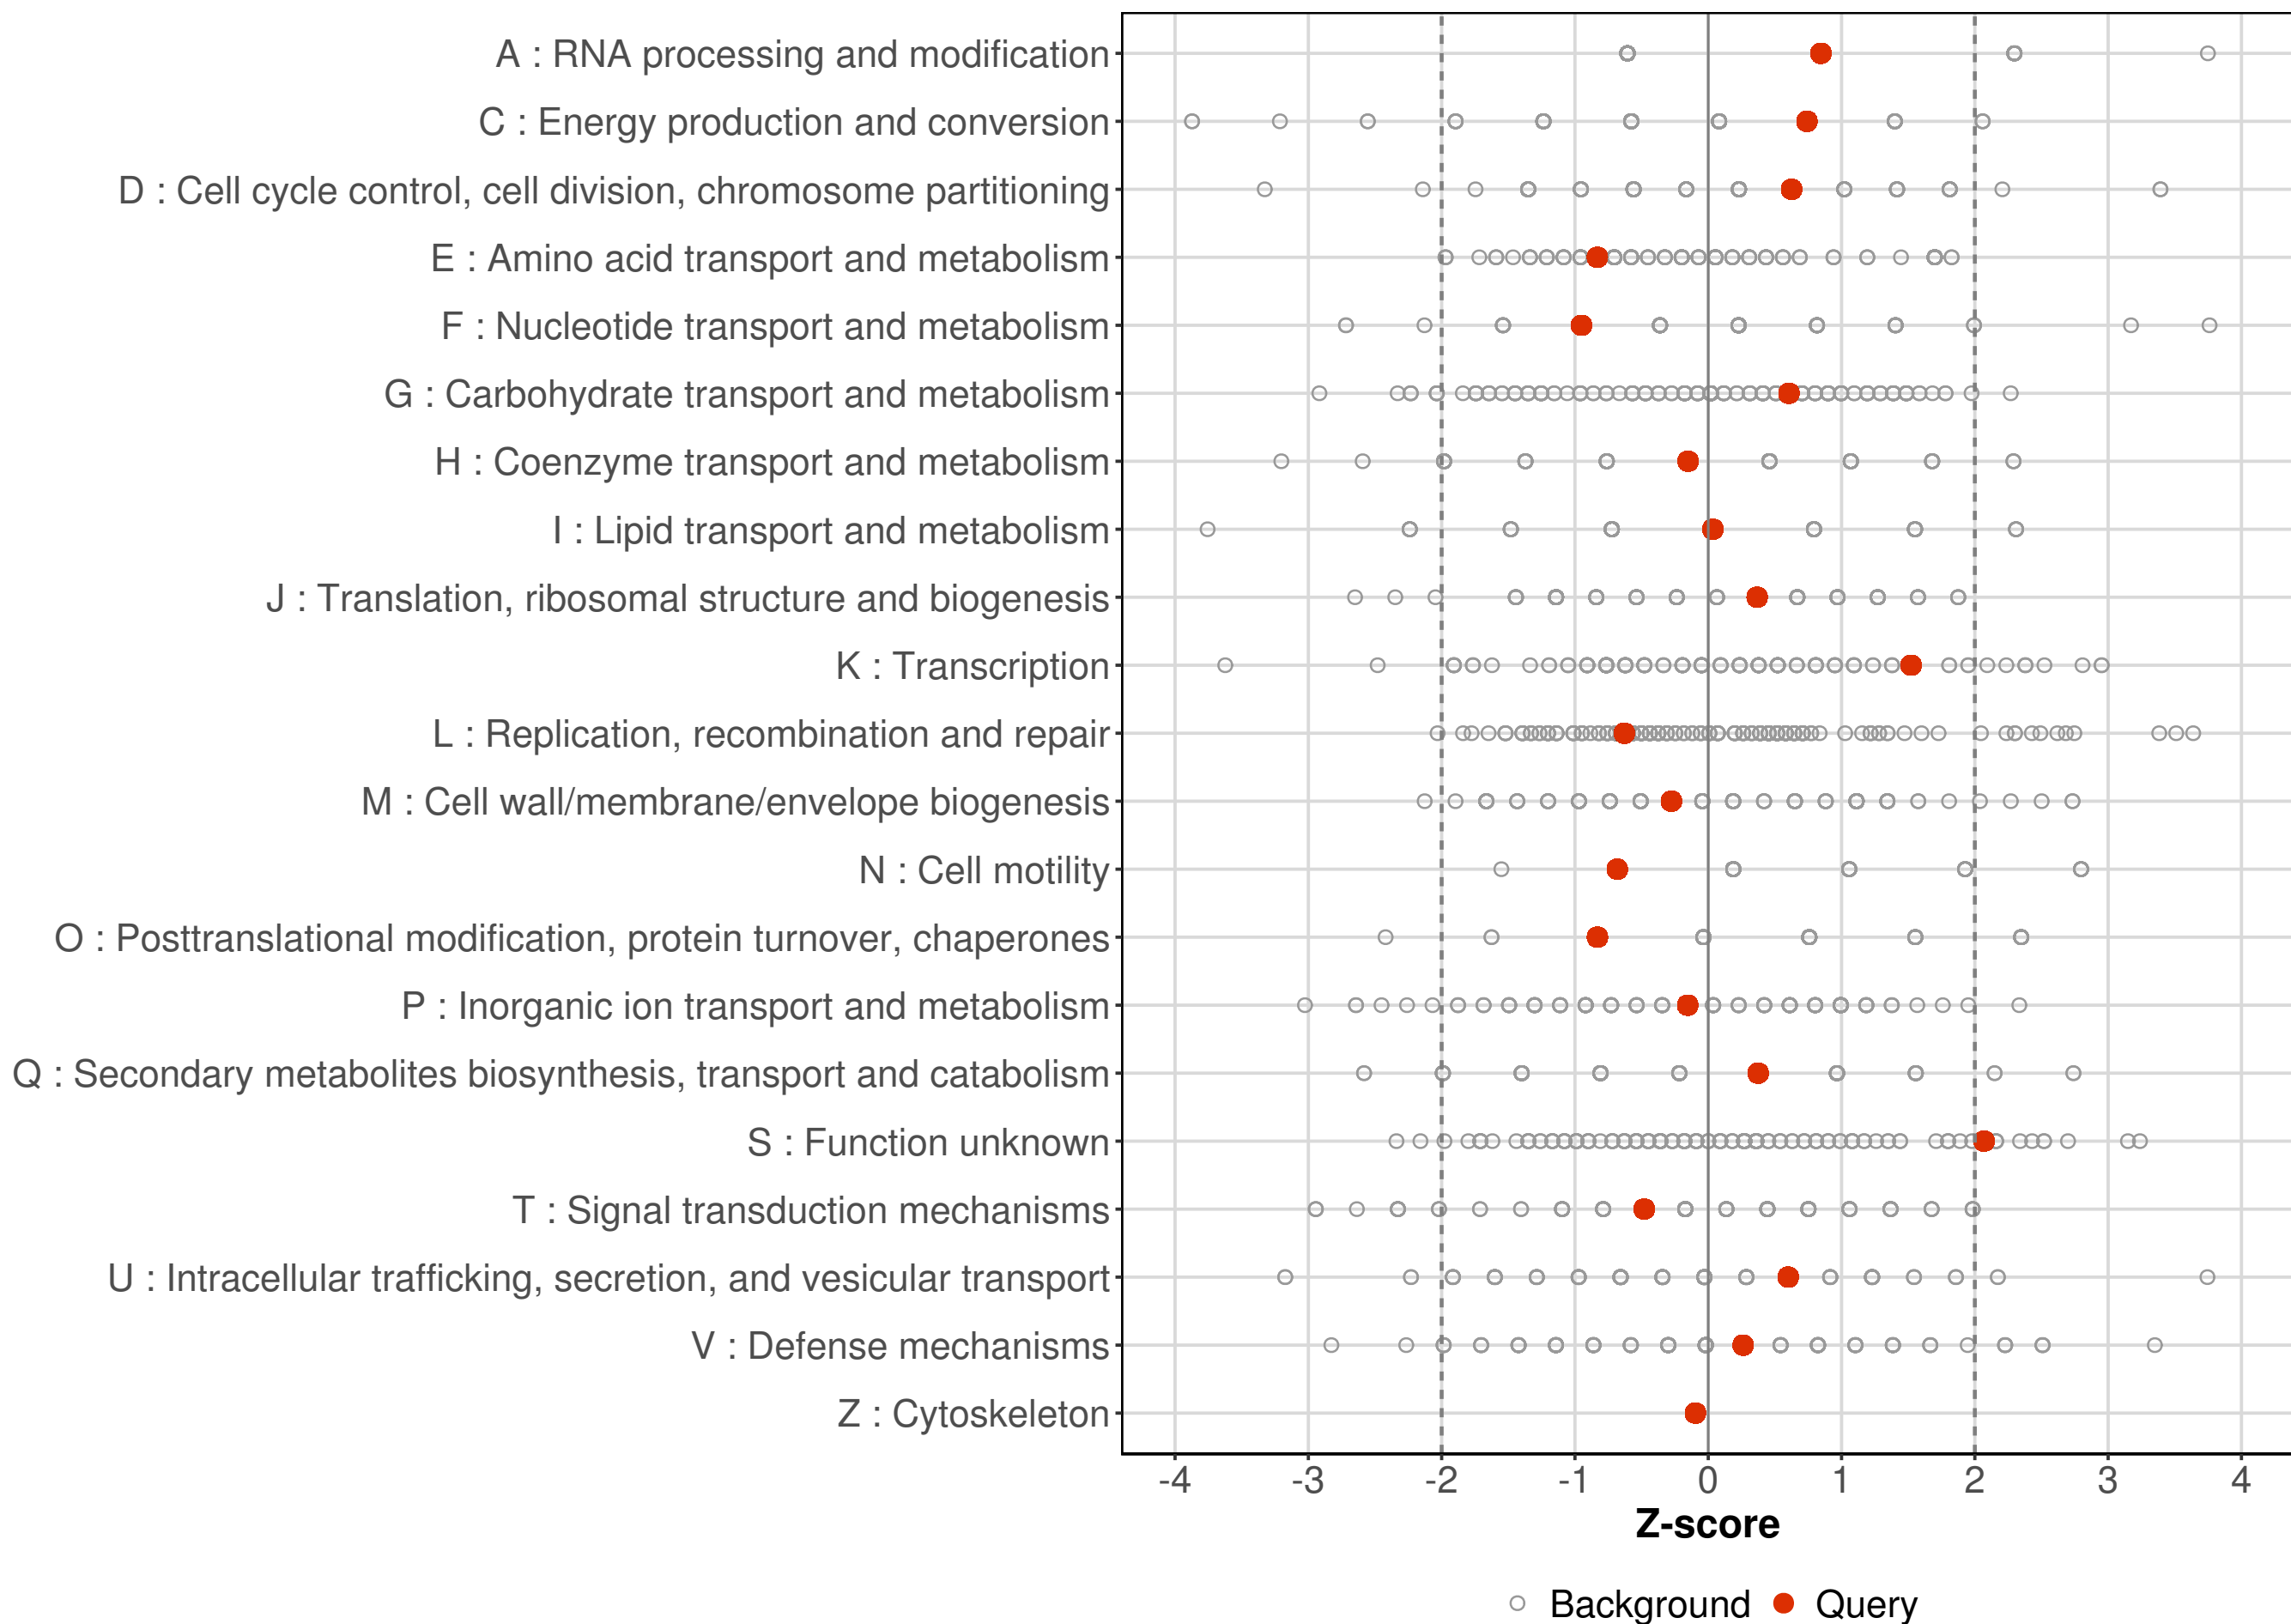 A : RNA processing and modification
C : Energy production and conversion
D : Cell cycle control, cell division, chromosome partitioning
E : Amino acid transport and metabolism
F : Nucleotide transport and metabolism
G : Carbohydrate transport and metabolism
H : Coenzyme transport and metabolism
I : Lipid transport and metabolism
J : Translation, ribosomal structure and biogenesis
K : Transcription
L : Replication, recombination and repair
M : Cell wall/membrane/envelope biogenesis
N : Cell motility
O : Posttranslational modification, protein turnover, chaperones
P : Inorganic ion transport and metabolism
Q : Secondary metabolites biosynthesis, transport and catabolism
S : Function unknown
T : Signal transduction mechanisms
U : Intracellular trafficking, secretion, and vesicular transport
V : Defense mechanisms
Z : Cytoskeleton
-4 -3 -2 -1 0 1 2 3 4
Z-score
Background Query